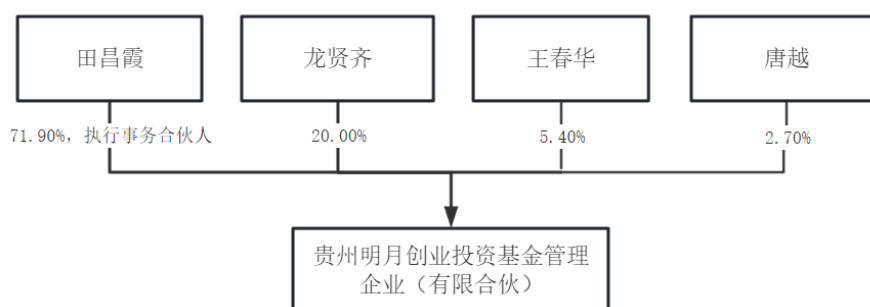 田昌霞
龙贤齐
王春华
唐越
71.90%，执行事务合伙人
20.00%
5.40%
2.70%
贵州明月创业投资基金管理
企业（有限合伙）